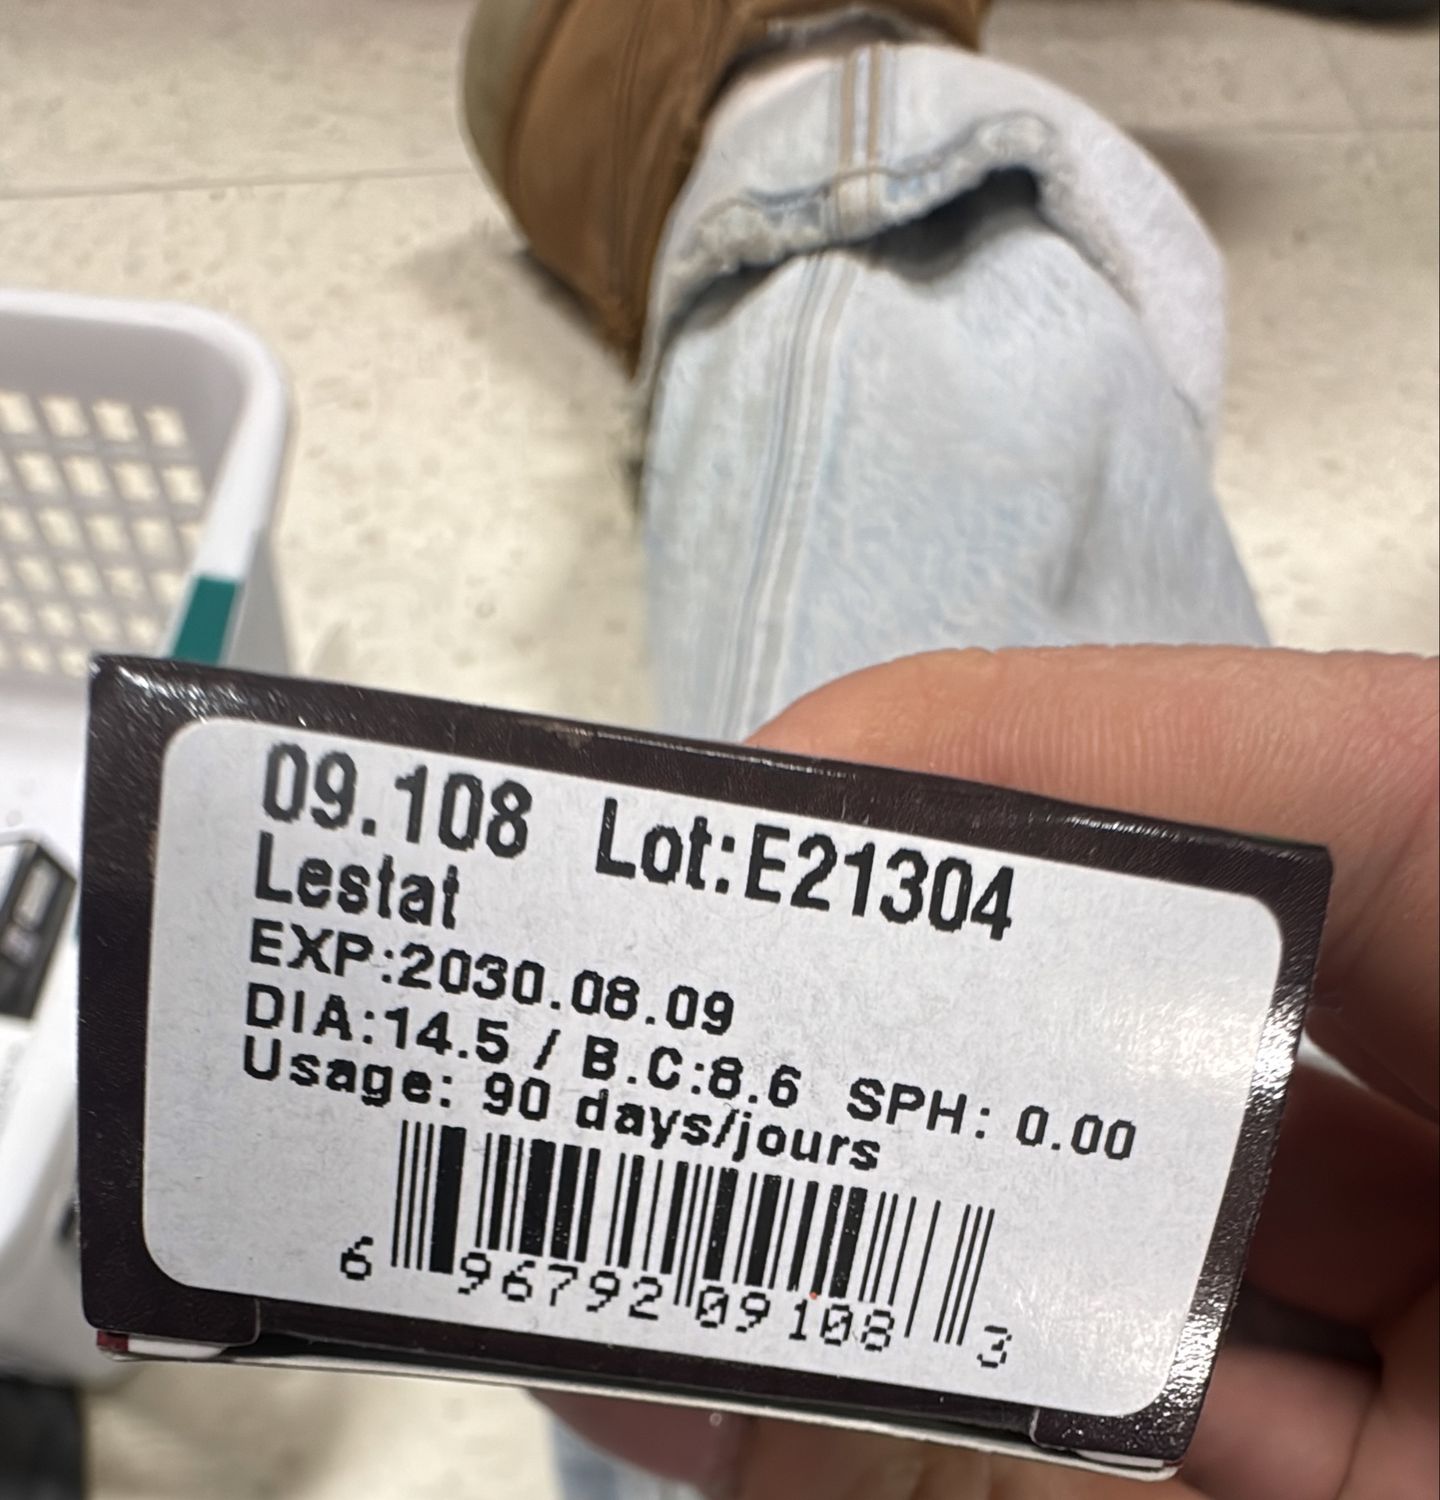 09.108 Lot:E21304
Lestat
EXP:2030.08.09
DIA:14.5 / B.C:8.6 SPH: 0.00
Usage: 90 days/jours
6 96792 09108 3